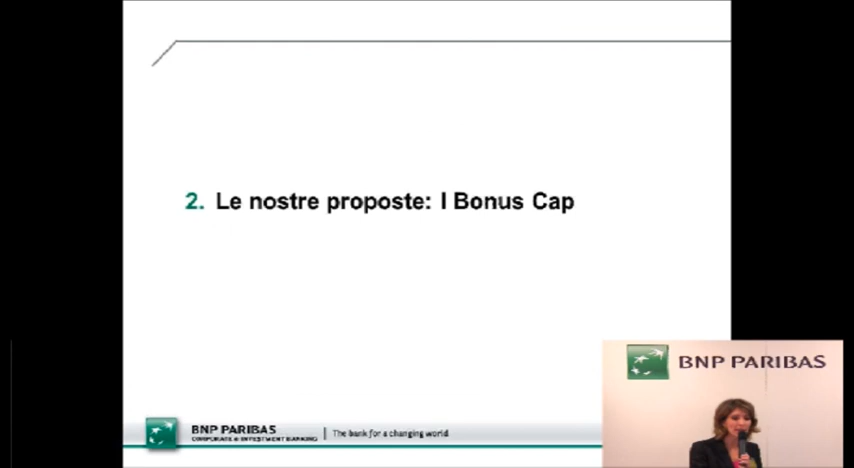 2. Le nostre proposte: I Bonus Cap
BNP PARIBAS
BNP PARIBAS
CORPORATE & INVESTMENT BANKING
The bank for a changing world